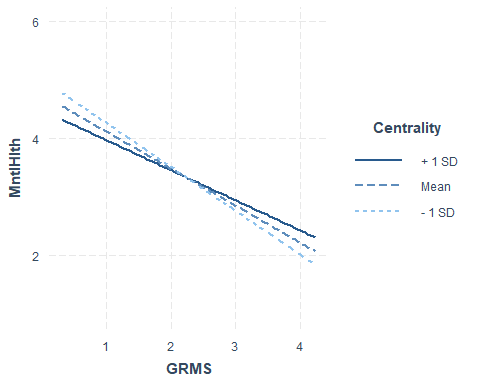 6
4
2
MntlHlth
1
2
3
4
GRMS
Centrality
+ 1 SD
Mean
- 1 SD